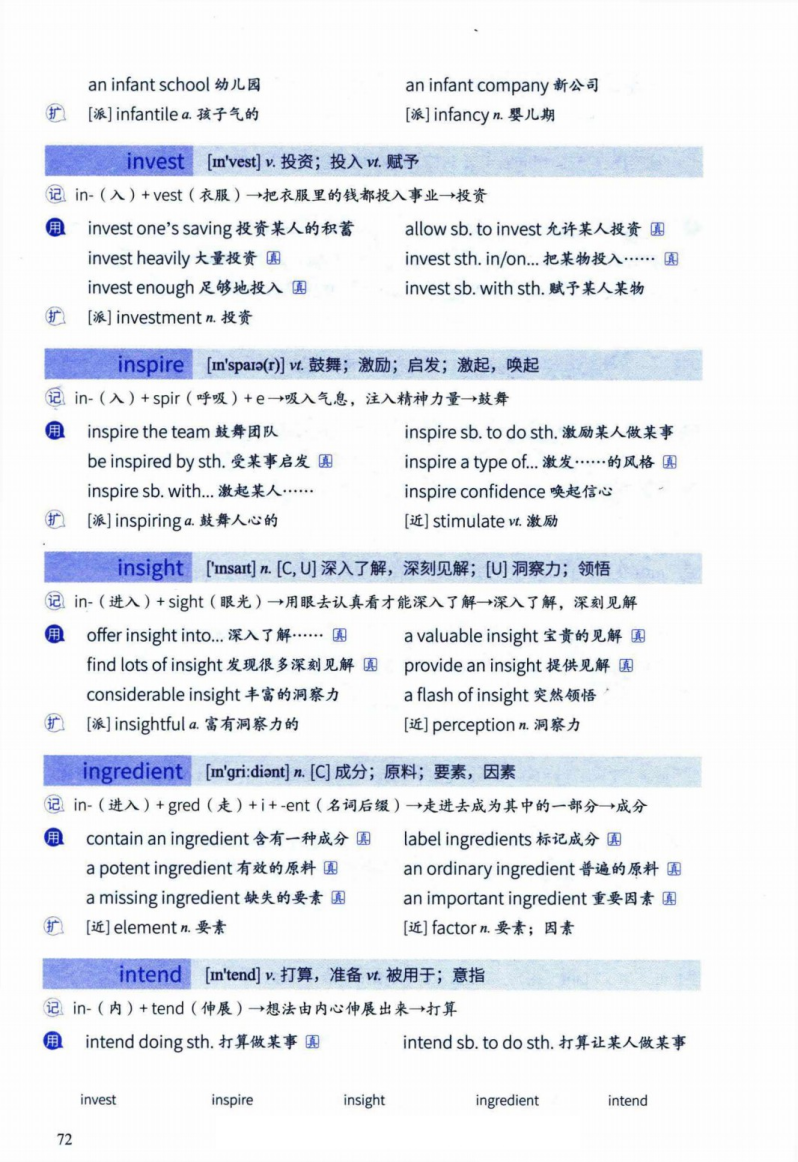 an infant school 幼儿园 an infant company 新公司
扩 [派] infantile a. 孩子气的 [派] infancy n. 婴儿期
invest [ɪn'vest] v. 投资；投入 vt. 赋予
记 in-（入）+ vest（衣服）→把衣服里的钱都投入事业→投资
用 invest one's saving 投资某人的积蓄 allow sb. to invest 允许某人投资 真
invest heavily 大量投资 真 invest sth. in/on... 把某物投入…… 真
invest enough 足够地投入 真 invest sb. with sth. 赋予某人某物
扩 [派] investment n. 投资
inspire [ɪn'spaɪə(r)] vt. 鼓舞；激励；启发；激起，唤起
记 in-（入）+ spir（呼吸）+ e→吸入气息，注入精神力量→鼓舞
用 inspire the team 鼓舞团队 inspire sb. to do sth. 激励某人做某事
be inspired by sth. 受某事启发 真 inspire a type of... 激发……的风格 真
inspire sb. with... 激起某人…… inspire confidence 唤起信心
扩 [派] inspiring a. 鼓舞人心的 [近] stimulate vt. 激励
insight ['ɪnsaɪt] n. [C, U] 深入了解，深刻见解；[U] 洞察力；领悟
记 in-（进入）+ sight（眼光）→用眼去认真看才能深入了解→深入了解，深刻见解
用 offer insight into... 深入了解…… 真 a valuable insight 宝贵的见解 真
find lots of insight 发现很多深刻见解 真 provide an insight 提供见解 真
considerable insight 丰富的洞察力 a flash of insight 突然领悟
扩 [派] insightful a. 富有洞察力的 [近] perception n. 洞察力
ingredient [ɪn'ɡriːdiənt] n. [C] 成分；原料；要素，因素
记 in-（进入）+ gred（走）+ i + -ent（名词后缀）→走进去成为其中的一部分→成分
用 contain an ingredient 含有一种成分 真 label ingredients 标记成分 真
a potent ingredient 有效的原料 真 an ordinary ingredient 普遍的原料 真
a missing ingredient 缺失的要素 真 an important ingredient 重要因素 真
扩 [近] element n. 要素 [近] factor n. 要素；因素
intend [ɪn'tend] v. 打算，准备 vt. 被用于；意指
记 in-（内）+ tend（伸展）→想法由内心伸展出来→打算
用 intend doing sth. 打算做某事 真 intend sb. to do sth. 打算让某人做某事
invest inspire insight ingredient intend
72